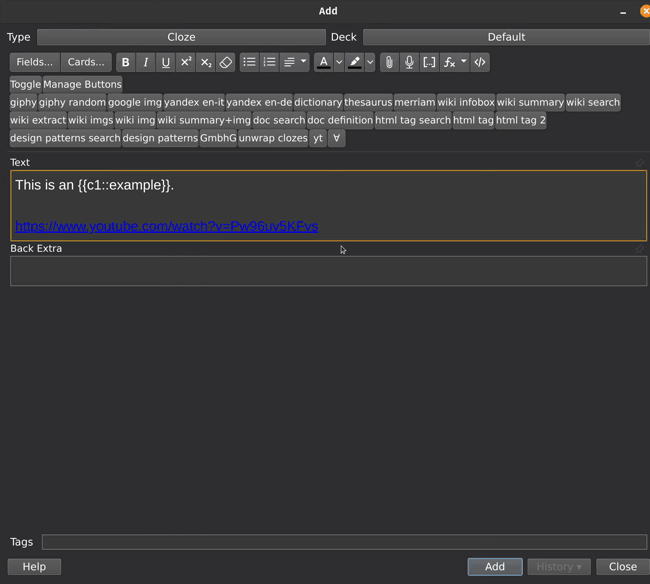 Add
Type Cloze Deck Default
Fields... Cards... B I U x² x₂ A fx </>
Toggle Manage Buttons
giphy giphy random google img yandex en-it yandex en-de dictionary thesaurus merriam wiki infobox wiki summary wiki search
wiki extract wiki imgs wiki img wiki summary+img doc search doc definition html tag search html tag html tag 2
design patterns search design patterns GmbhG unwrap clozes yt ∀
Text
This is an {{c1::example}}.
https://www.youtube.com/watch?v=Pw96uv5KFvs
Back Extra
Tags
Help Add History ▾ Close